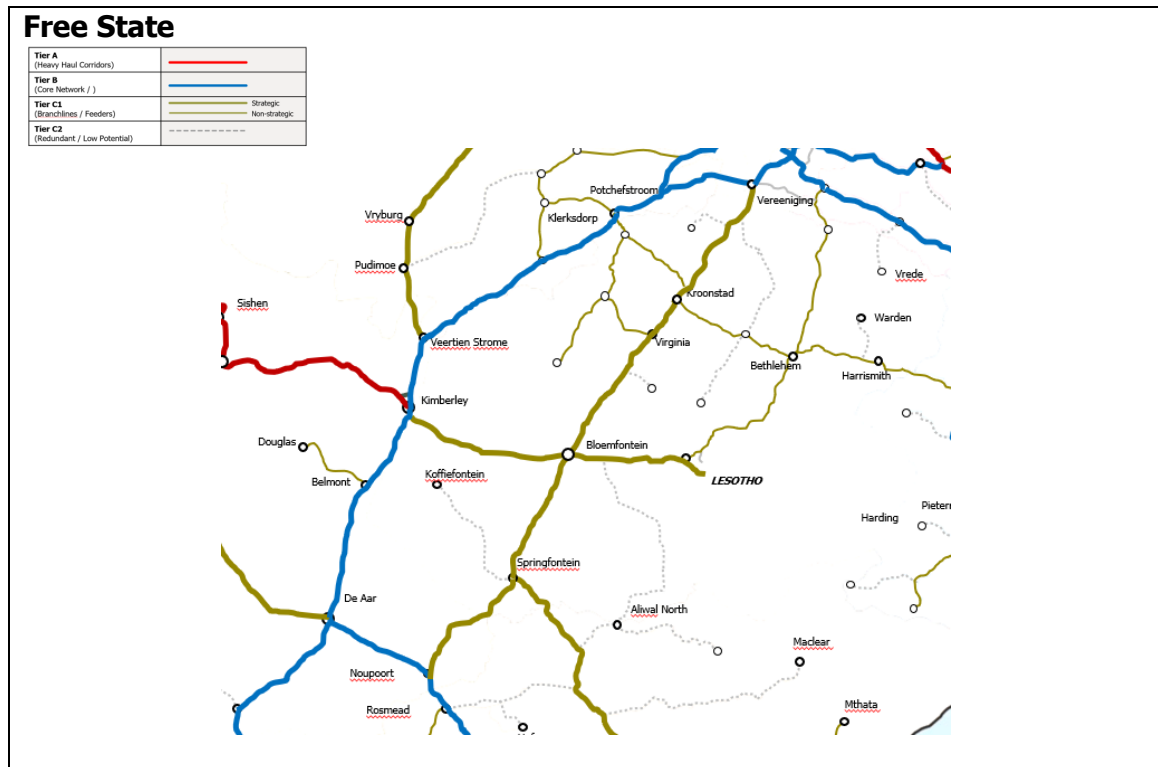 Free State
Tier A
(Heavy Haul Corridors)
Tier B
(Core Network / )
Tier C1
(Branchlines / Feeders)
Strategic
Non-strategic
Tier C2
(Redundant / Low Potential)
Potchefstroom
Vereeniging
Vryburg
Klerksdorp
Pudimoe
Vrede
Sishen
Kroonstad
Warden
Veertien Strome
Virginia
Bethlehem
Harrismith
Kimberley
Douglas
Bloemfontein
Belmont
Koffiefontein
LESOTHO
Harding
Pietern
Springfontein
De Aar
Aliwal North
Maclear
Noupoort
Rosmead
Mthata